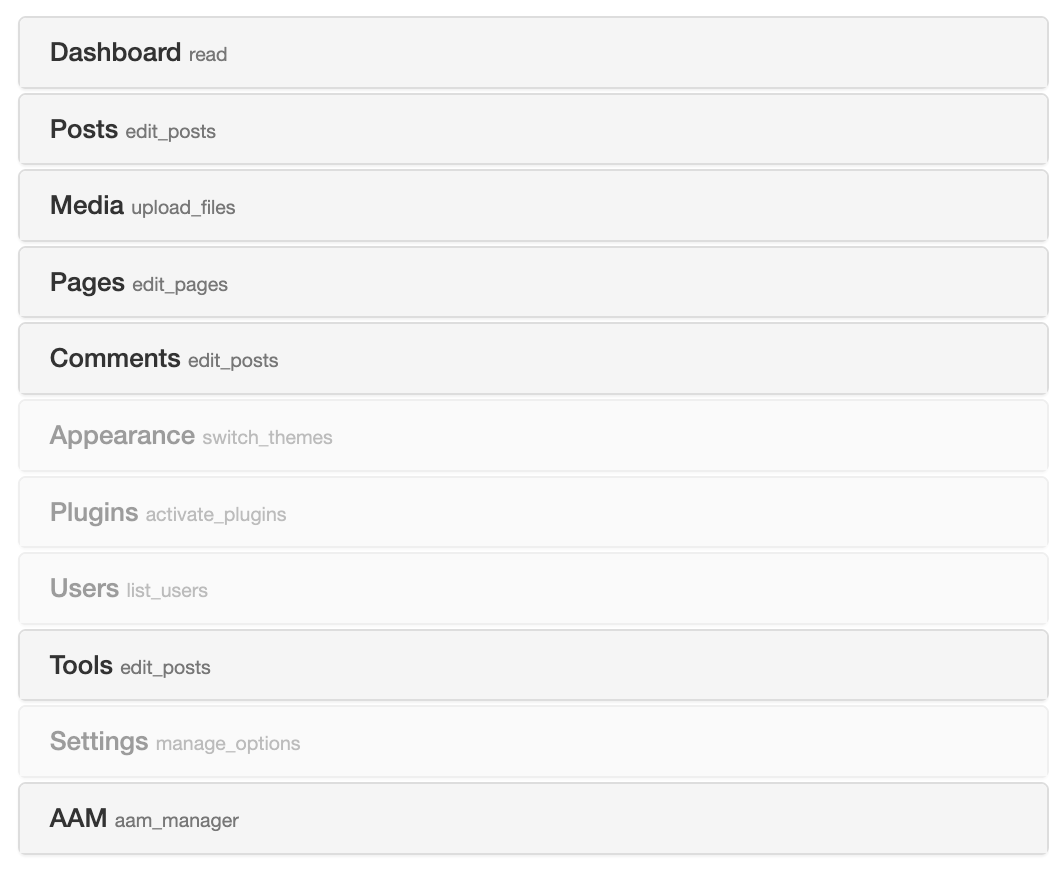 Dashboard read
Posts edit_posts
Media upload_files
Pages edit_pages
Comments edit_posts
Appearance switch_themes
Plugins activate_plugins
Users list_users
Tools edit_posts
Settings manage_options
AAM aam_manager